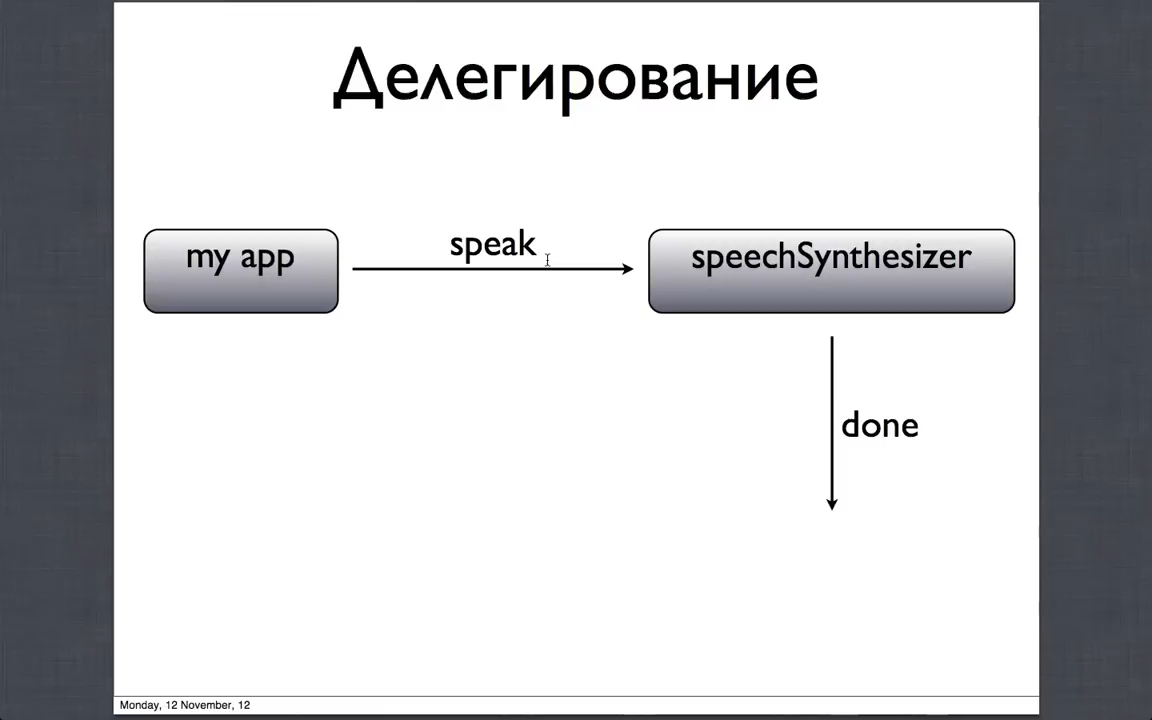 Делегирование
speak
my app
speechSynthesizer
done
Monday, 12 November, 12